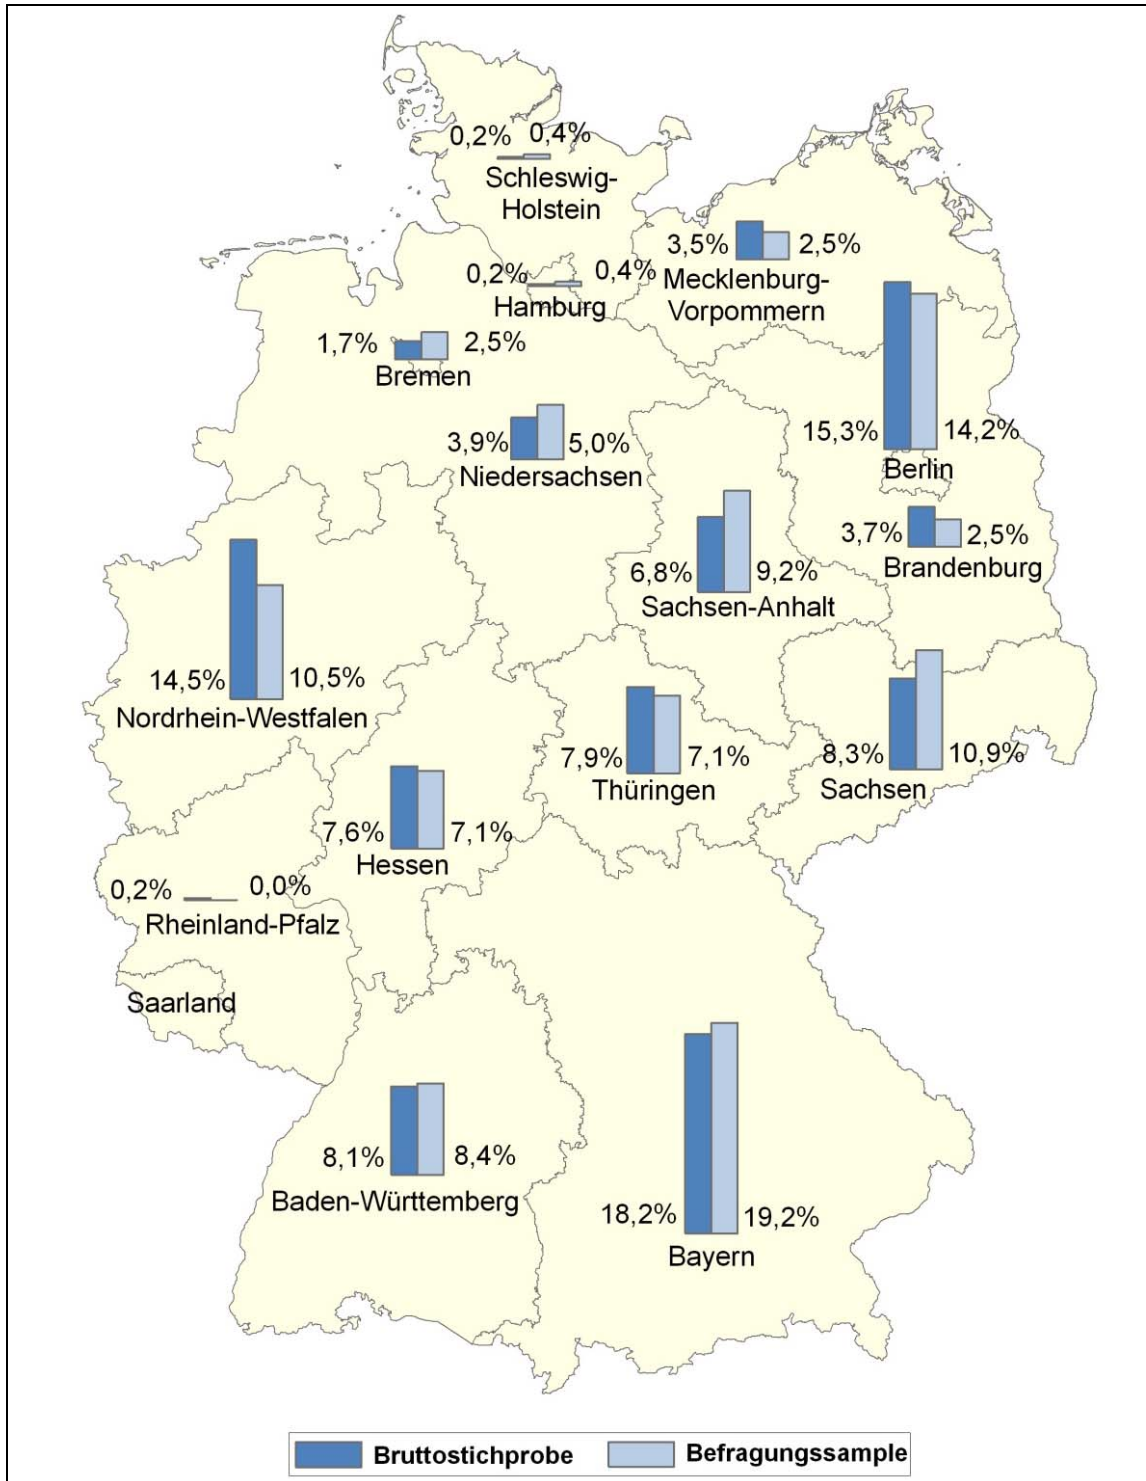 0,2% 0,4%
Schleswig-
Holstein
3,5% 2,5%
Mecklenburg-
Vorpommern
0,2% 0,4%
Hamburg
1,7% 2,5%
Bremen
15,3% 14,2%
Berlin
3,9% 5,0%
Niedersachsen
3,7% 2,5%
Brandenburg
6,8% 9,2%
Sachsen-Anhalt
14,5% 10,5%
Nordrhein-Westfalen
7,9% 7,1%
Thüringen
8,3% 10,9%
Sachsen
7,6% 7,1%
Hessen
0,2% 0,0%
Rheinland-Pfalz
Saarland
8,1% 8,4%
Baden-Württemberg
18,2% 19,2%
Bayern
Bruttostichprobe Befragungssample